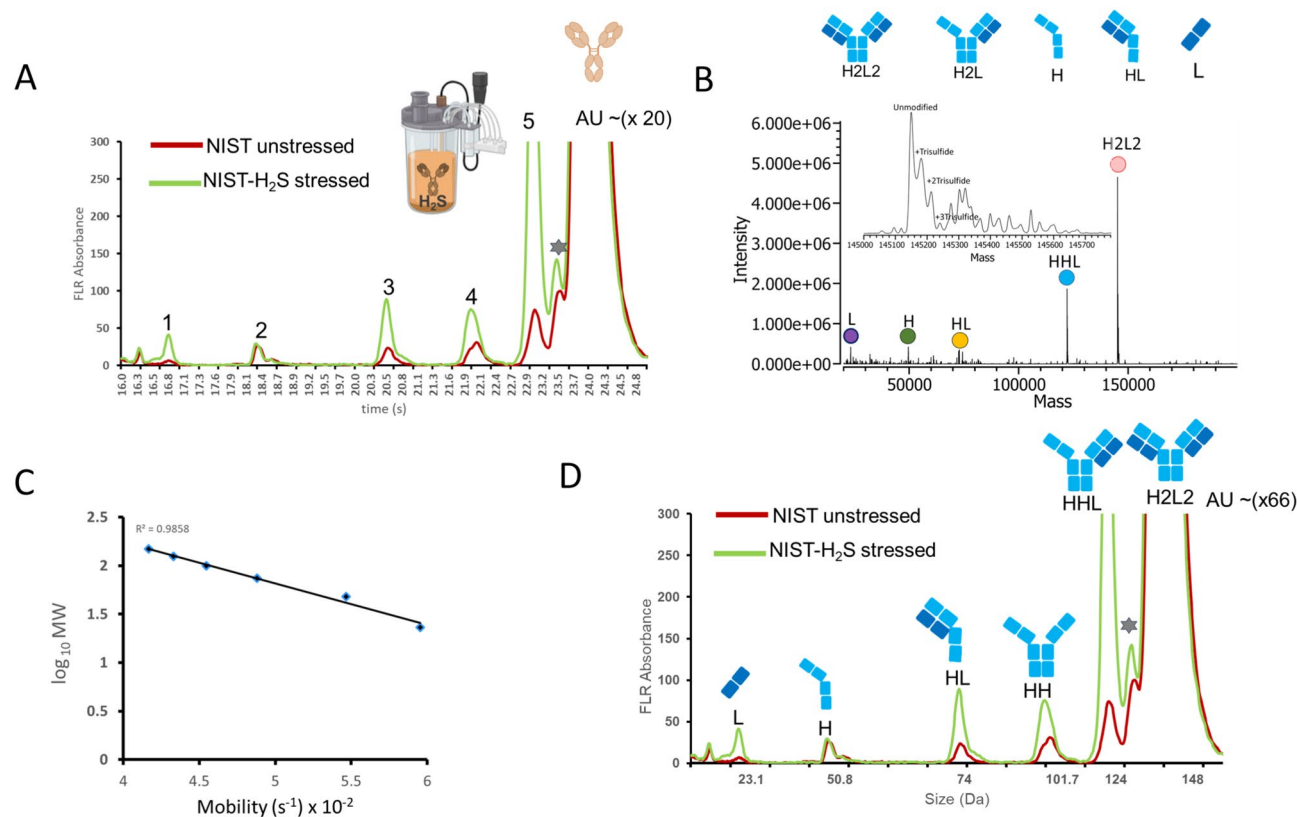 A
5
AU ~(x 20)
NIST unstressed
NIST-H₂S stressed
H₂S
300
250
200
150
100
50
0
FLR Absorbance
1
2
3
4
16.0 16.3 16.5 16.8 17.1 17.3 17.6 17.9 18.1 18.4 18.7 18.9 19.2 19.5 19.7 20.0 20.3 20.5 20.8 21.1 21.3 21.6 21.9 22.1 22.4 22.7 22.9 23.2 23.5 23.7 24.0 24.3 24.5 24.8
time (s)
B
H2L2
H2L
H
HL
L
6.000e+06
5.000e+06
4.000e+06
3.000e+06
2.000e+06
1.000e+06
0.000e+00
Intensity
Unmodified
+Trisulfide
+2Trisulfide
+3Trisulfide
145000 145100 145200 145300 145400 145500 145600 145700
Mass
L
H
HL
HHL
H2L2
50000 100000 150000
Mass
C
2.5
2
1.5
1
0.5
0
log₁₀ MW
R² = 0.9858
4 4.5 5 5.5 6
Mobility (s⁻¹) x 10⁻²
D
HHL
H2L2
AU ~(x66)
NIST unstressed
NIST-H₂S stressed
300
250
200
150
100
50
0
FLR Absorbance
L
H
HL
HH
23.1 50.8 74 101.7 124 148
Size (Da)